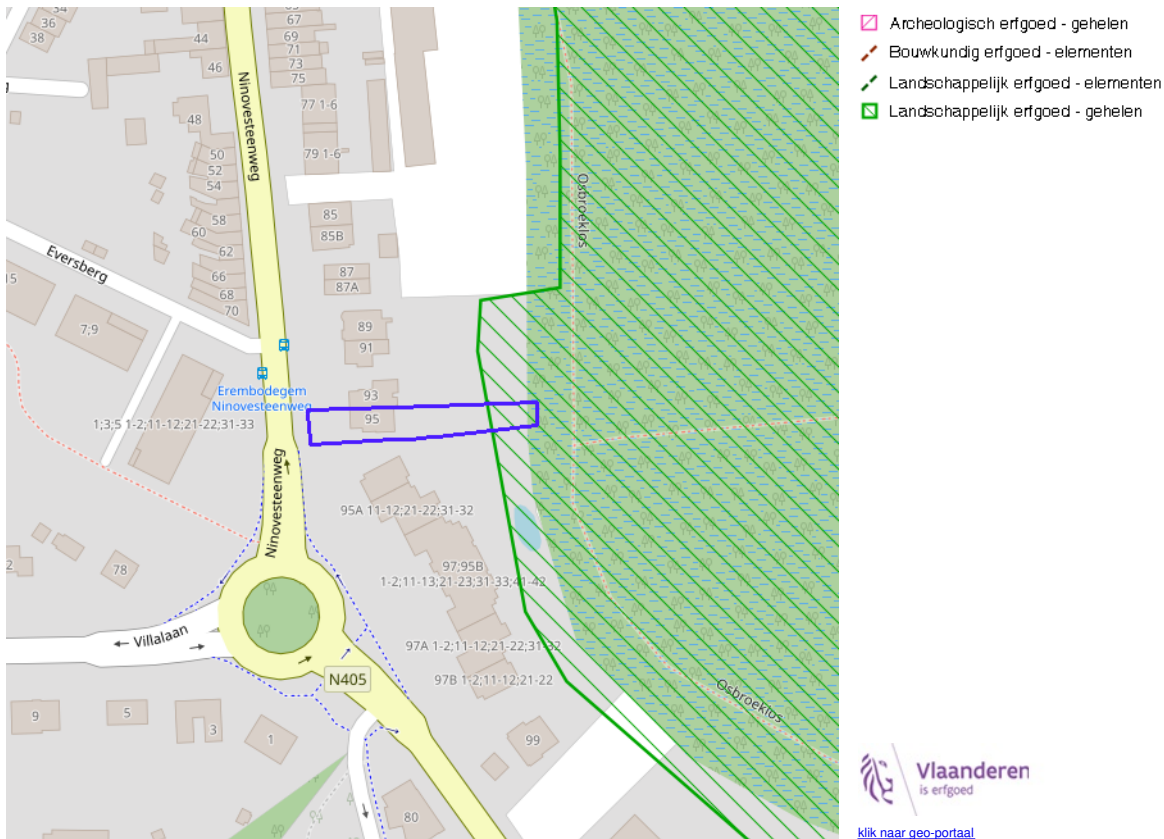 34
36
38
44
46
48
50
52
54
58
60
62
66
68
70
65
67
69
71
73
75
77 1-6
79 1-6
85
85B
87
87A
89
91
93
95
Ninovesteenweg
Osbroeklos
Eversberg
15
7;9
Erembodegem
Ninovesteenweg
1;3;5 1-2;11-12;21-22;31-33
Ninovesteenweg
95A 11-12;21-22;31-32
97;95B
1-2;11-13;21-23;31-33;41-42
97A 1-2;11-12;21-22;31-32
97B 1-2;11-12;21-22
2
78
Villalaan
N405
Osbroeklos
9
5
3
1
99
80
Archeologisch erfgoed - gehelen
Bouwkundig erfgoed - elementen
Landschappelijk erfgoed - elementen
Landschappelijk erfgoed - gehelen
Vlaanderen
is erfgoed
klik naar geo-portaal